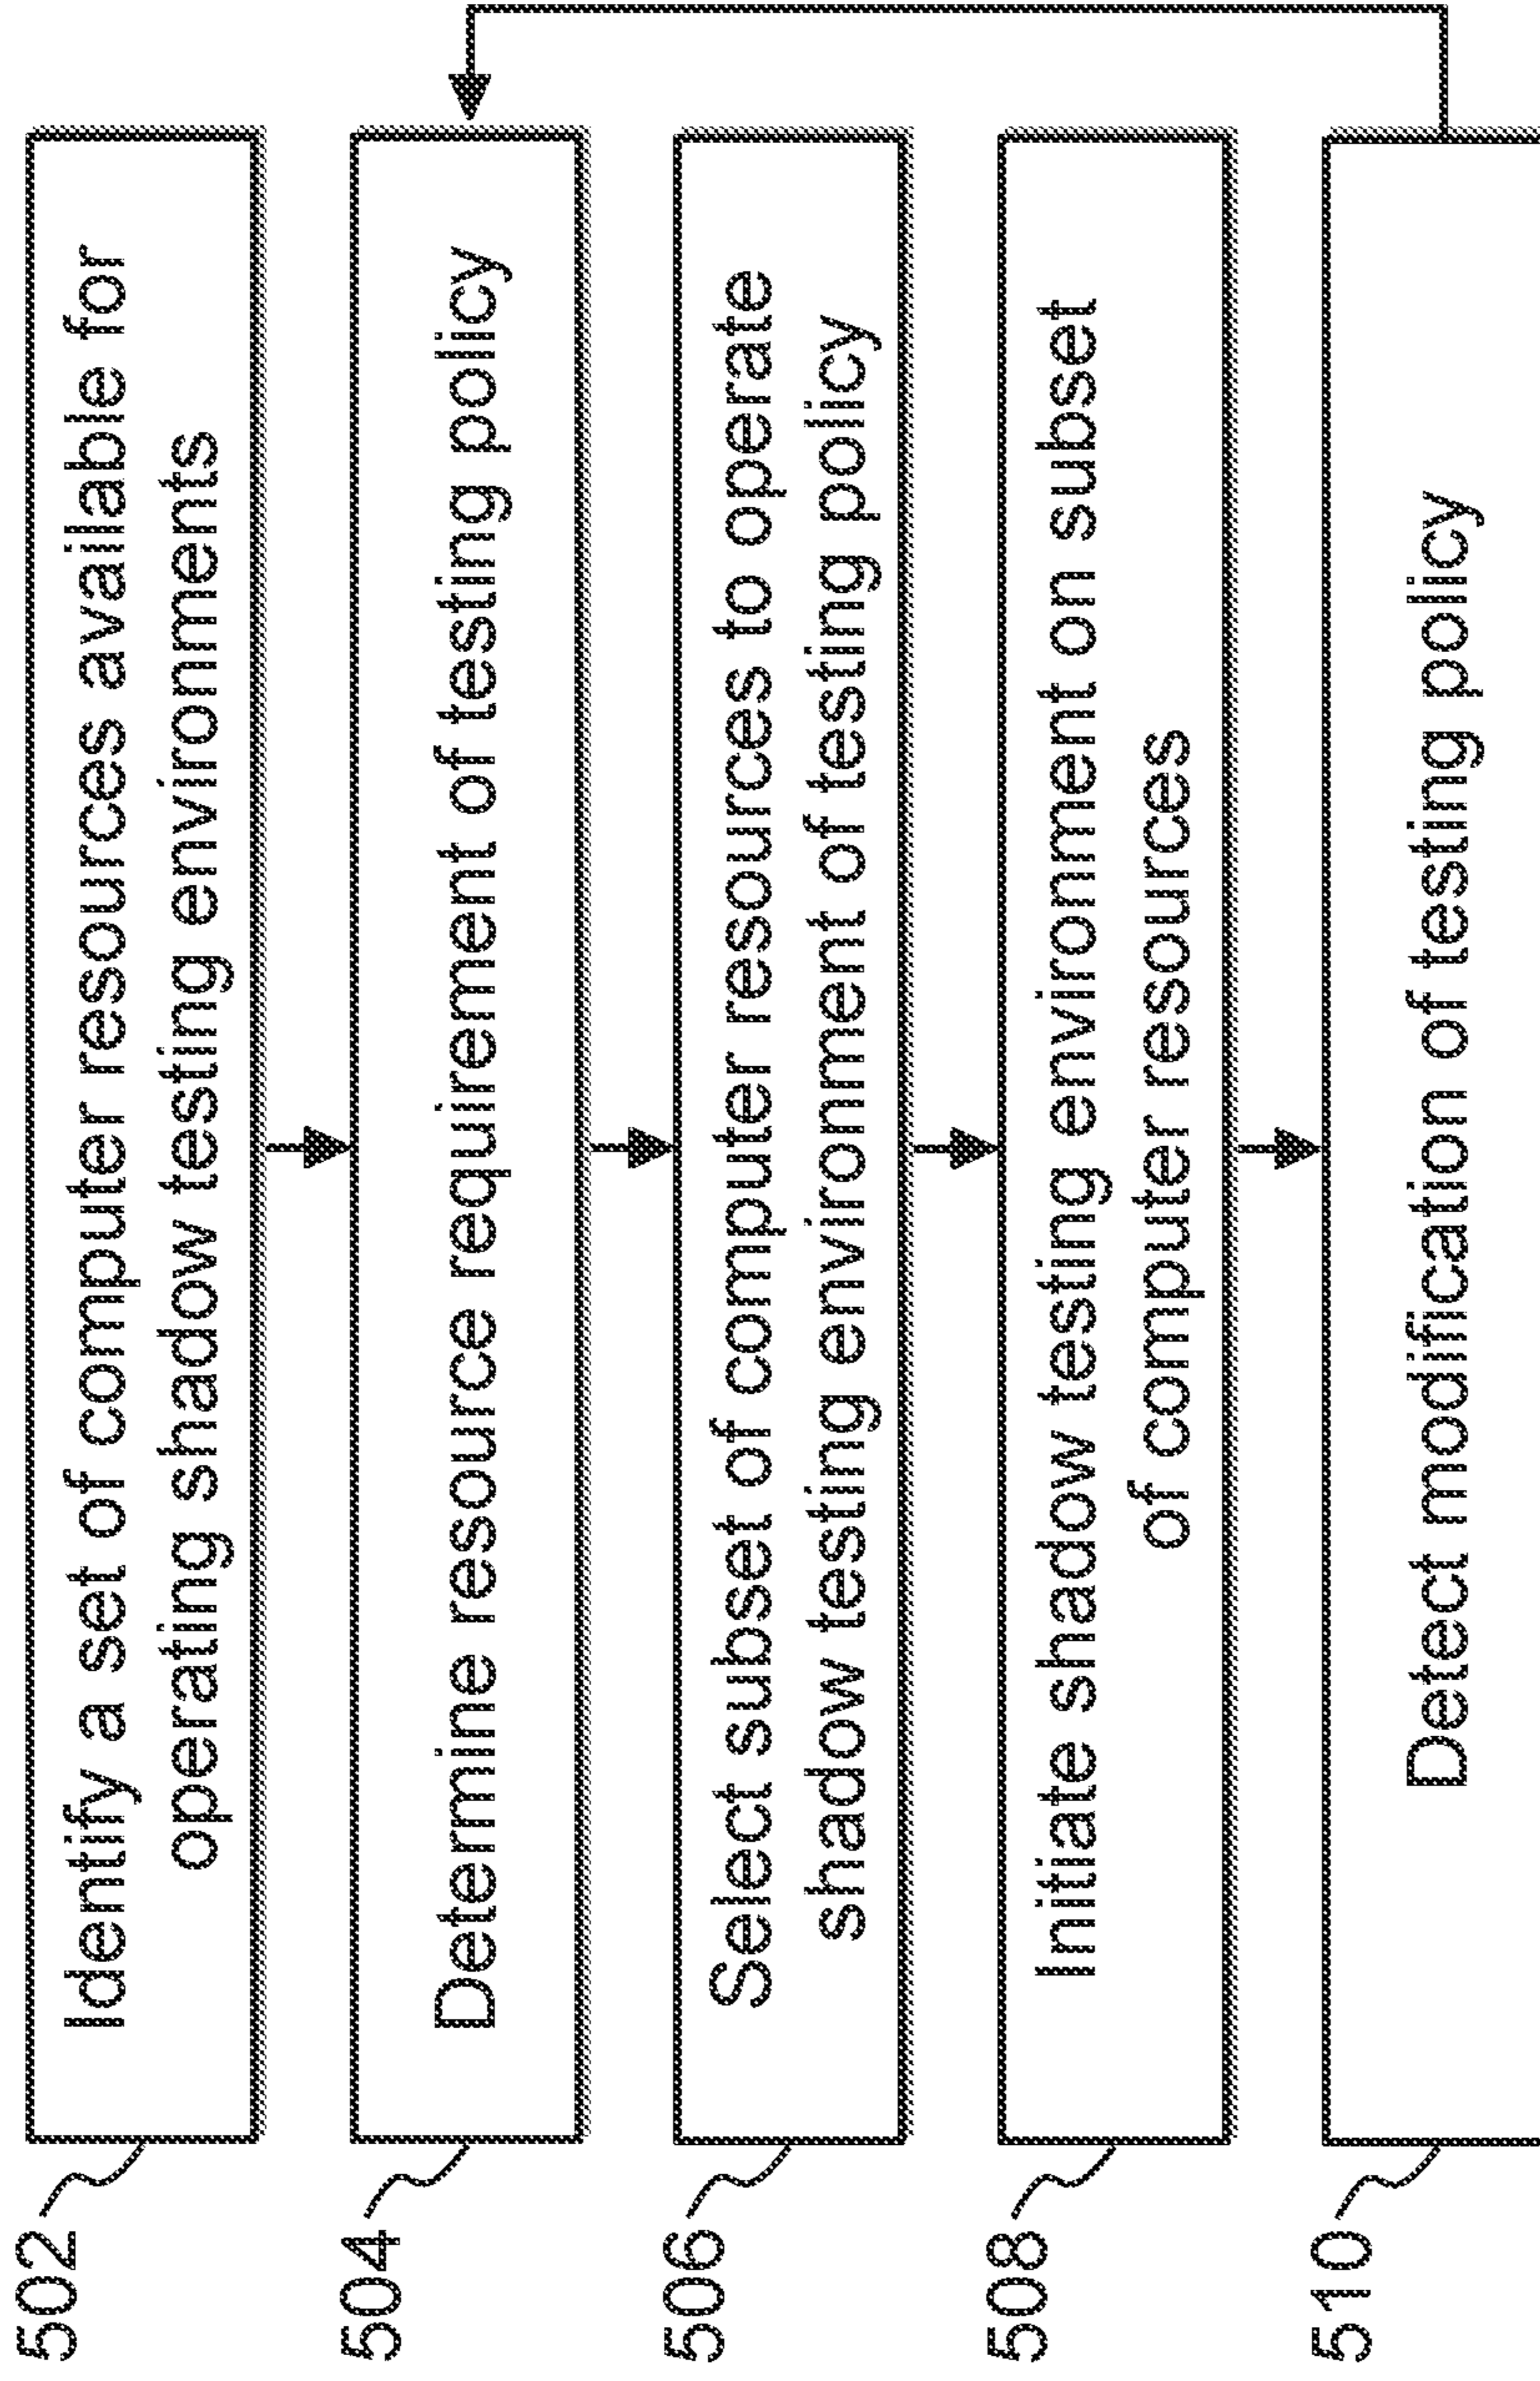 502
Identify a set of computer resources available for
operating shadow testing environments
504
Determine resource requirement of testing policy
506
Select subset of computer resources to operate
shadow testing environment of testing policy
508
Initiate shadow testing environment on subset
of computer resources
510
Detect modification of testing policy